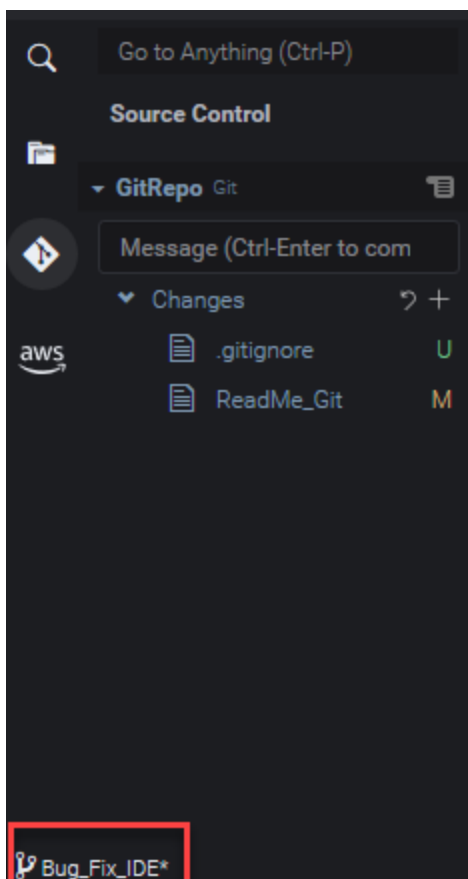 Go to Anything (Ctrl-P)
Source Control
GitRepo Git
Message (Ctrl-Enter to com
Changes
aws
.gitignore U
ReadMe_Git M
Bug_Fix_IDE*